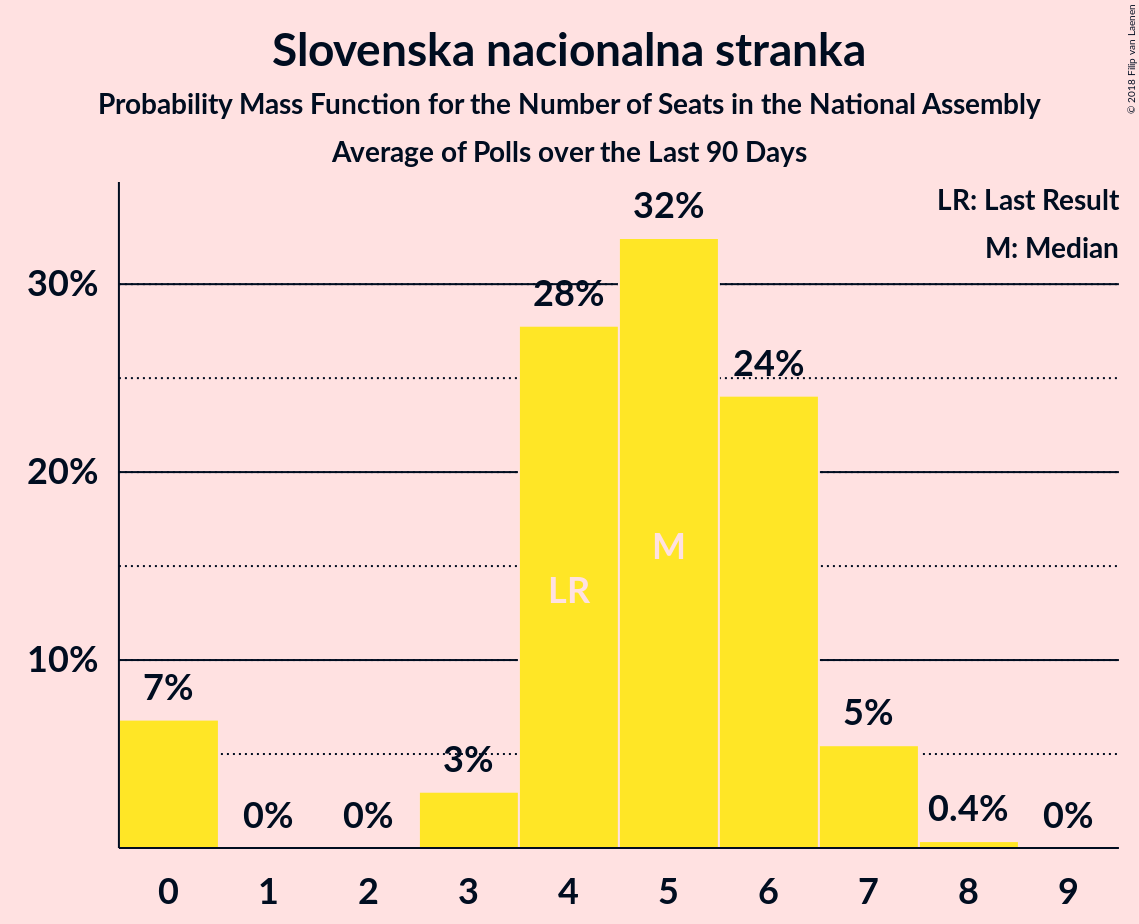 Slovenska nacionalna stranka
Probability Mass Function for the Number of Seats in the National Assembly
Average of Polls over the Last 90 Days
© 2018 Filip van Laenen
LR: Last Result
M: Median
30%
20%
10%
7%
0%
0%
3%
28%
32%
24%
5%
0.4%
0%
LR
M
0 1 2 3 4 5 6 7 8 9